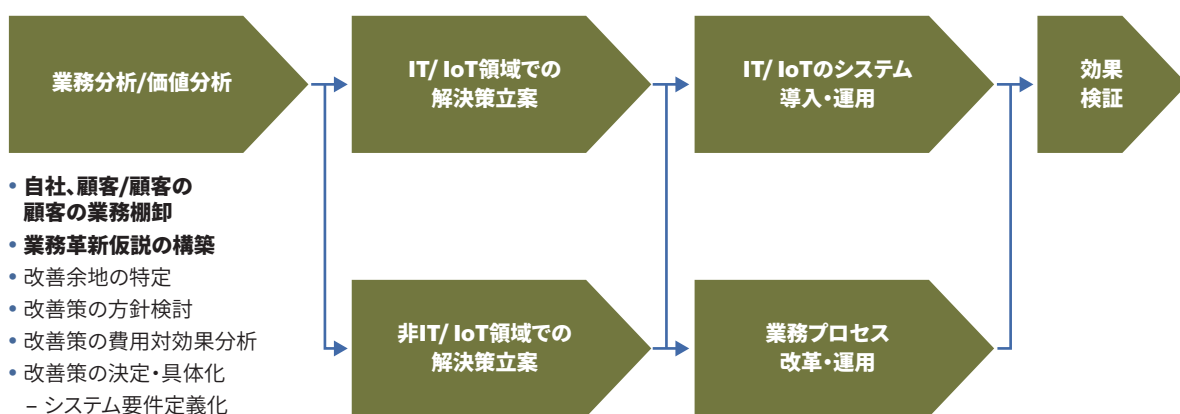 業務分析/価値分析
IT/ IoT領域での
解決策立案
IT/ IoTのシステム
導入・運用
効果
検証
• 自社、顧客/顧客の
顧客の業務棚卸
• 業務革新仮説の構築
• 改善余地の特定
• 改善策の方針検討
• 改善策の費用対効果分析
• 改善策の決定・具体化
– システム要件定義化
非IT/ IoT領域での
解決策立案
業務プロセス
改革・運用